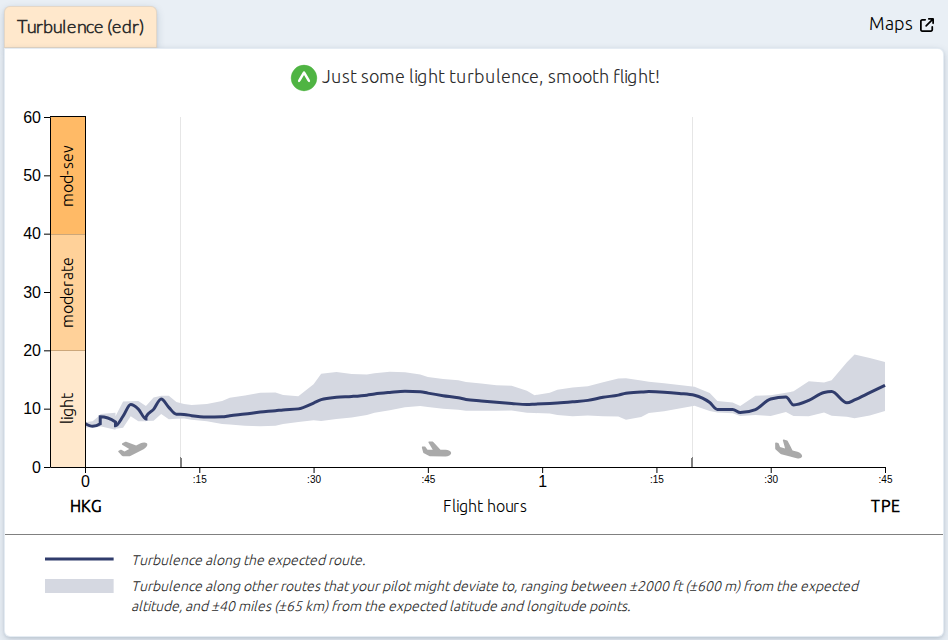 Turbulence (edr)
Maps
Just some light turbulence, smooth flight!
60
50
40
30
20
10
0
mod-sev
moderate
light
0 :15 :30 :45 1 :15 :30 :45
HKG Flight hours TPE
Turbulence along the expected route.
Turbulence along other routes that your pilot might deviate to, ranging between ±2000 ft (±600 m) from the expected
altitude, and ±40 miles (±65 km) from the expected latitude and longitude points.